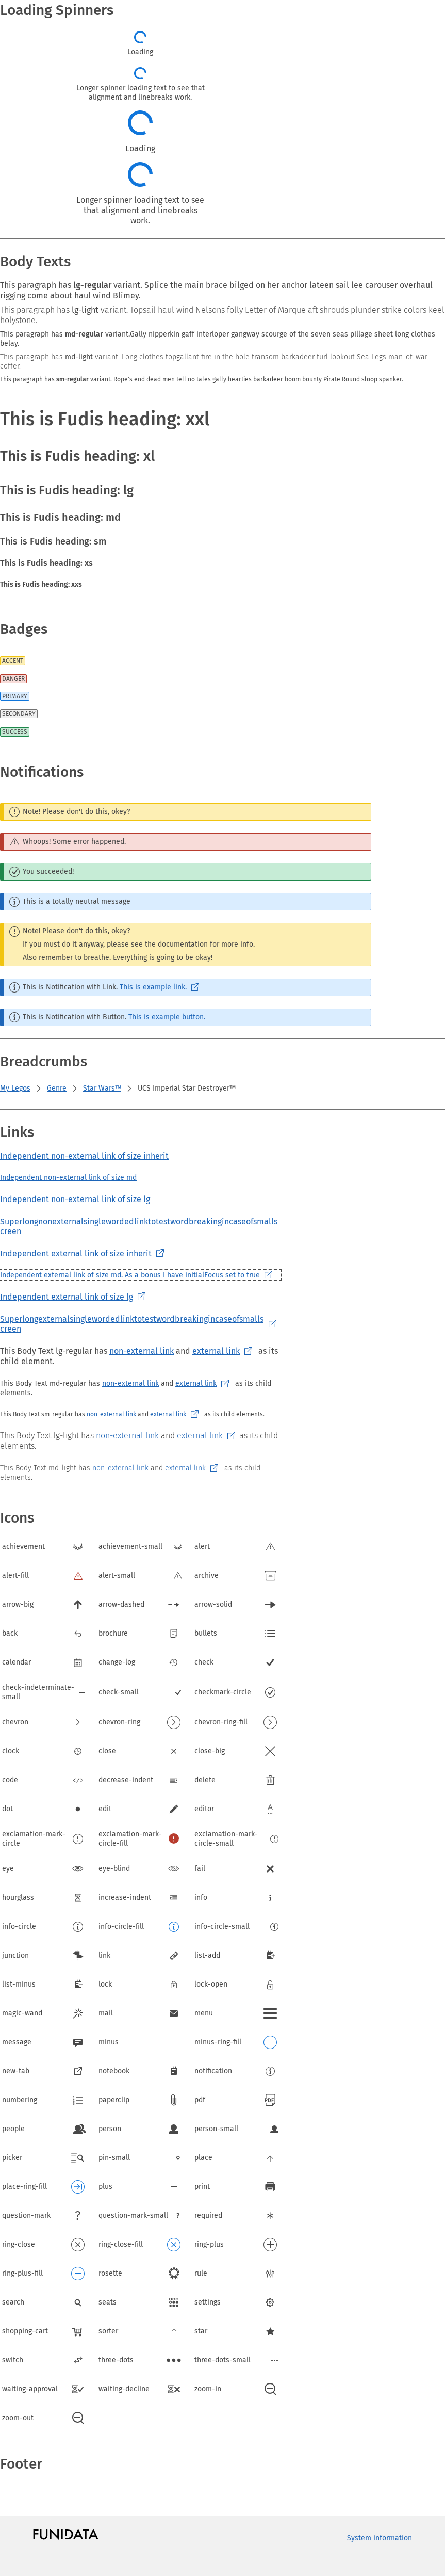 Loading Spinners
Loading
Longer spinner loading text to see that
alignment and linebreaks work.
Loading
Longer spinner loading text to see
that alignment and linebreaks
work.
Body Texts
This paragraph has lg-regular variant. Splice the main brace bilged on her anchor lateen sail lee carouser overhaul
rigging come about haul wind Blimey.
This paragraph has lg-light variant. Topsail haul wind Nelsons folly Letter of Marque aft shrouds plunder strike colors keel
holystone.
This paragraph has md-regular variant.Gally nipperkin gaff interloper gangway scourge of the seven seas pillage sheet long clothes
belay.
This paragraph has md-light variant. Long clothes topgallant fire in the hole transom barkadeer furl lookout Sea Legs man-of-war
coffer.
This paragraph has sm-regular variant. Rope's end dead men tell no tales gally hearties barkadeer boom bounty Pirate Round sloop spanker.
This is Fudis heading: xxl
This is Fudis heading: xl
This is Fudis heading: lg
This is Fudis heading: md
This is Fudis heading: sm
This is Fudis heading: xs
This is Fudis heading: xxs
Badges
ACCENT
DANGER
PRIMARY
SECONDARY
SUCCESS
Notifications
Note! Please don't do this, okey?
Whoops! Some error happened.
You succeeded!
This is a totally neutral message
Note! Please don't do this, okey?
If you must do it anyway, please see the documentation for more info.
Also remember to breathe. Everything is going to be okay!
This is Notification with Link. This is example link.
This is Notification with Button. This is example button.
Breadcrumbs
My Legos Genre Star Wars™ UCS Imperial Star Destroyer™
Links
Independent non-external link of size inherit
Independent non-external link of size md
Independent non-external link of size lg
Superlongnonexternalsinglewordedlinktotestwordbreakingincaseofsmalls
creen
Independent external link of size inherit
Independent external link of size md. As a bonus I have initialFocus set to true
Independent external link of size lg
Superlongexternalsinglewordedlinktotestwordbreakingincaseofsmalls
creen
This Body Text lg-regular has non-external link and external link as its
child element.
This Body Text md-regular has non-external link and external link as its child
elements.
This Body Text sm-regular has non-external link and external link as its child elements.
This Body Text lg-light has non-external link and external link as its child
elements.
This Body Text md-light has non-external link and external link as its child
elements.
Icons
achievement achievement-small alert
alert-fill alert-small archive
arrow-big arrow-dashed arrow-solid
back brochure bullets
calendar change-log check
check-indeterminate-
small
check-small checkmark-circle
chevron chevron-ring chevron-ring-fill
clock close close-big
code decrease-indent delete
dot edit editor
exclamation-mark-
circle
exclamation-mark-
circle-fill
exclamation-mark-
circle-small
eye eye-blind fail
hourglass increase-indent info
info-circle info-circle-fill info-circle-small
junction link list-add
list-minus lock lock-open
magic-wand mail menu
message minus minus-ring-fill
new-tab notebook notification
numbering paperclip pdf
people person person-small
picker pin-small place
place-ring-fill plus print
question-mark question-mark-small required
ring-close ring-close-fill ring-plus
ring-plus-fill rosette rule
search seats settings
shopping-cart sorter star
switch three-dots three-dots-small
waiting-approval waiting-decline zoom-in
zoom-out
Footer
FUNIDATA
System information